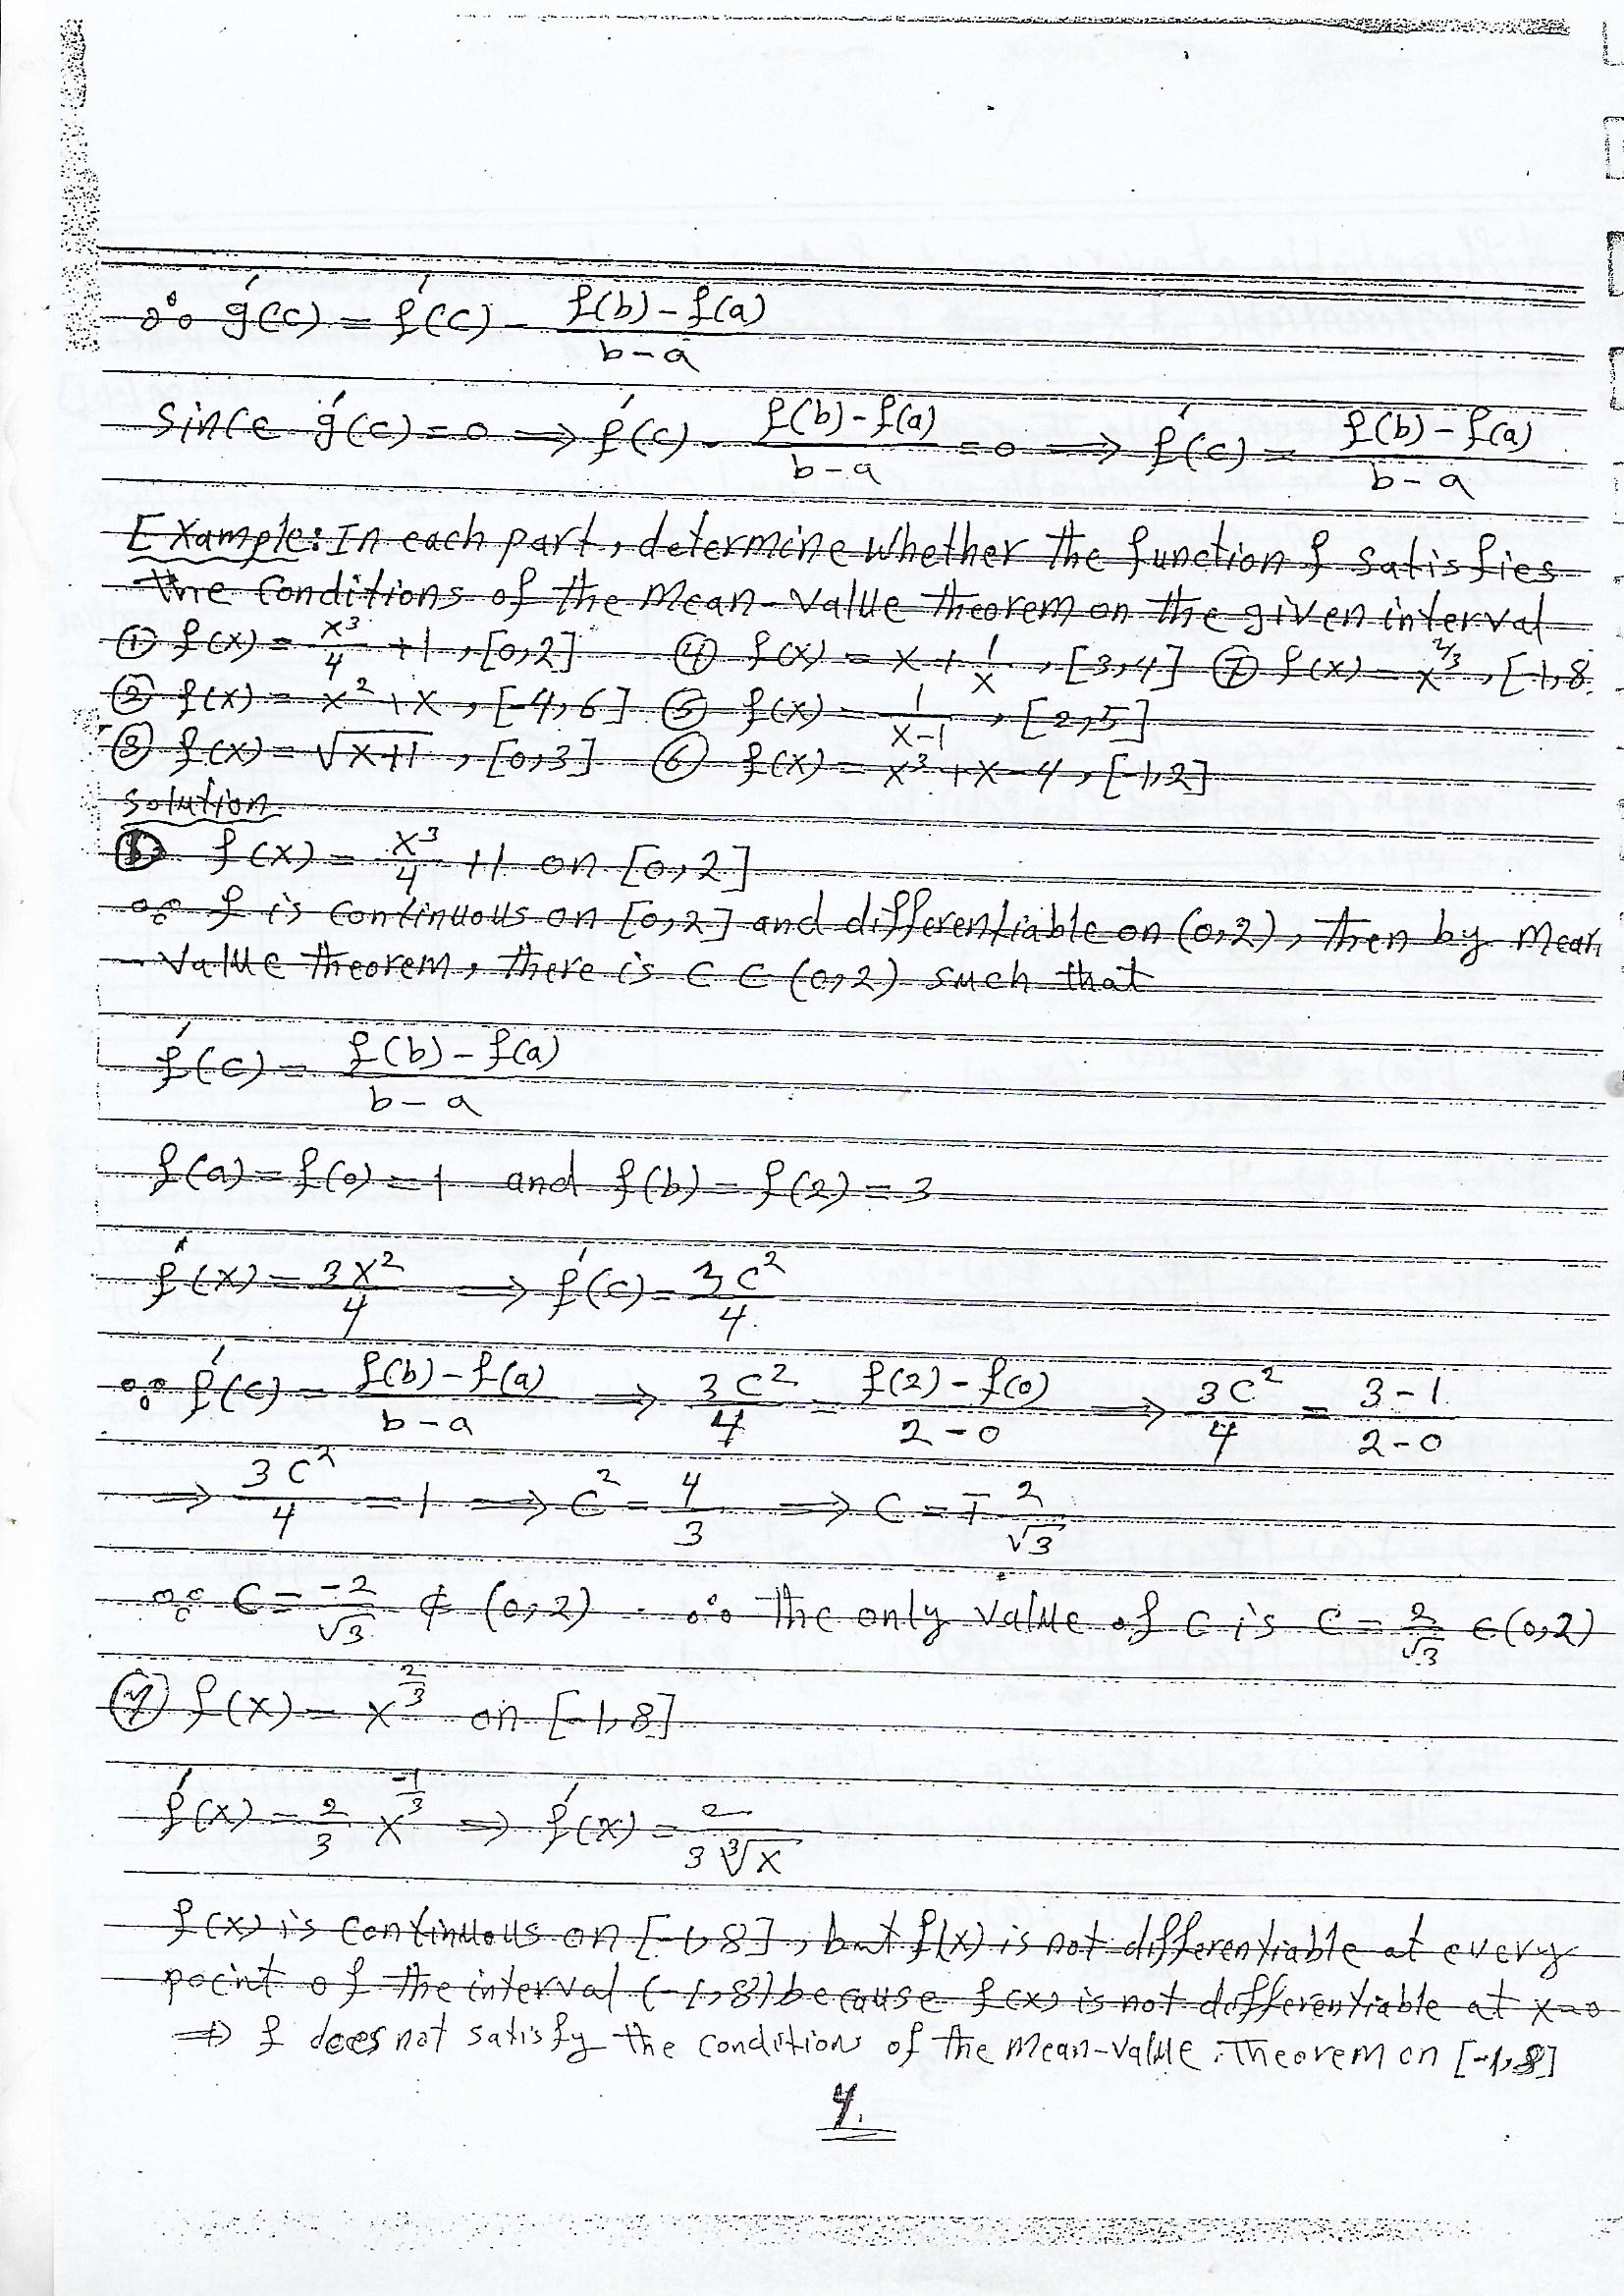 ∴ g′(c) = f′(c) - (f(b) - f(a))/(b - a)
Since g′(c) = 0 ⟹ f′(c) - (f(b) - f(a))/(b - a) = 0 ⟹ f′(c) = (f(b) - f(a))/(b - a)
Example: In each part, determine whether the function f satisfies
the conditions of the Mean-Value Theorem on the given interval
① f(x) = x³/4 + 1, [0,2] ④ f(x) = x + 1/x, [3,4] ⑦ f(x) = x^(2/3), [-1,8
② f(x) = x² + x, [-4,6] ⑤ f(x) = 1/(x-1), [2,5]
③ f(x) = √(x+1), [0,3] ⑥ f(x) = x³ + x - 4, [-1,2]
solution
① f(x) = x³/4 + 1 on [0,2]
∵ f is continuous on [0,2] and differentiable on (0,2), then by Mean
-Value Theorem, there is c ∈ (0,2) such that
f′(c) = (f(b) - f(a))/(b - a)
f(a) = f(0) = 1 and f(b) = f(2) = 3
f′(x) = 3x²/4 ⟹ f′(c) = 3c²/4
∵ f′(c) = (f(b) - f(a))/(b - a) ⟹ 3c²/4 = (f(2) - f(0))/(2 - 0) ⟹ 3c²/4 = (3 - 1)/(2 - 0)
⟹ 3c²/4 = 1 ⟹ c² = 4/3 ⟹ c = ∓ 2/√3
∵ c = -2/√3 ∉ (0,2) ∴ the only value of c is c = 2/√3 ∈ (0,2)
⑦ f(x) = x^(2/3) on [-1,8]
f′(x) = 2/3 x^(-1/3) ⟹ f′(x) = 2/(3∛x)
f(x) is continuous on [-1,8], but f(x) is not differentiable at every
point of the interval (-1,8) because f(x) is not differentiable at x=0
⟹ f does not satisfy the conditions of the Mean-Value Theorem on [-1,8]
4.